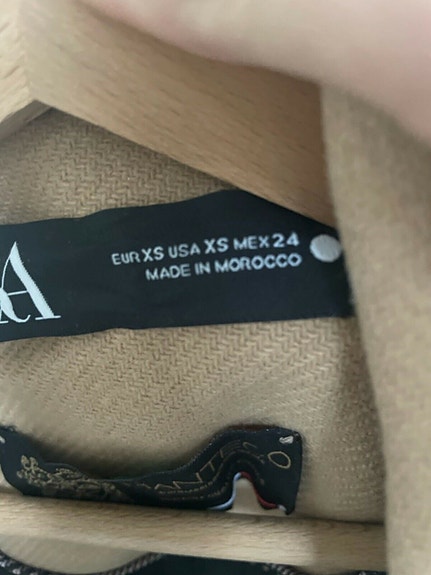 A
EUR XS USA XS MEX 24
MADE IN MOROCCO